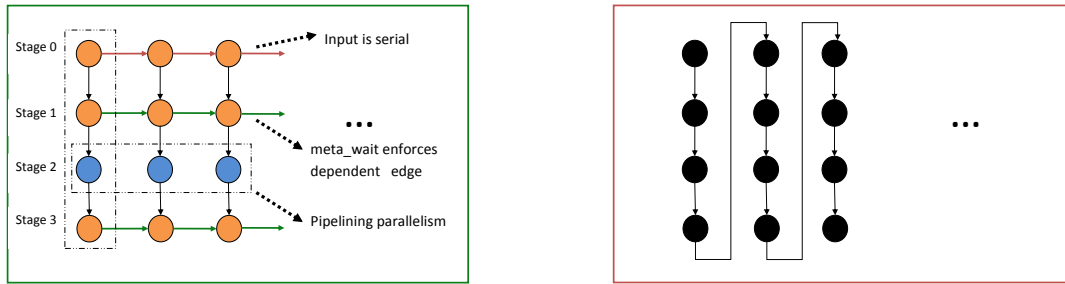 Stage 0
Input is serial
Stage 1
...
meta_wait enforces
dependent edge
Stage 2
Stage 3
Pipelining parallelism
...